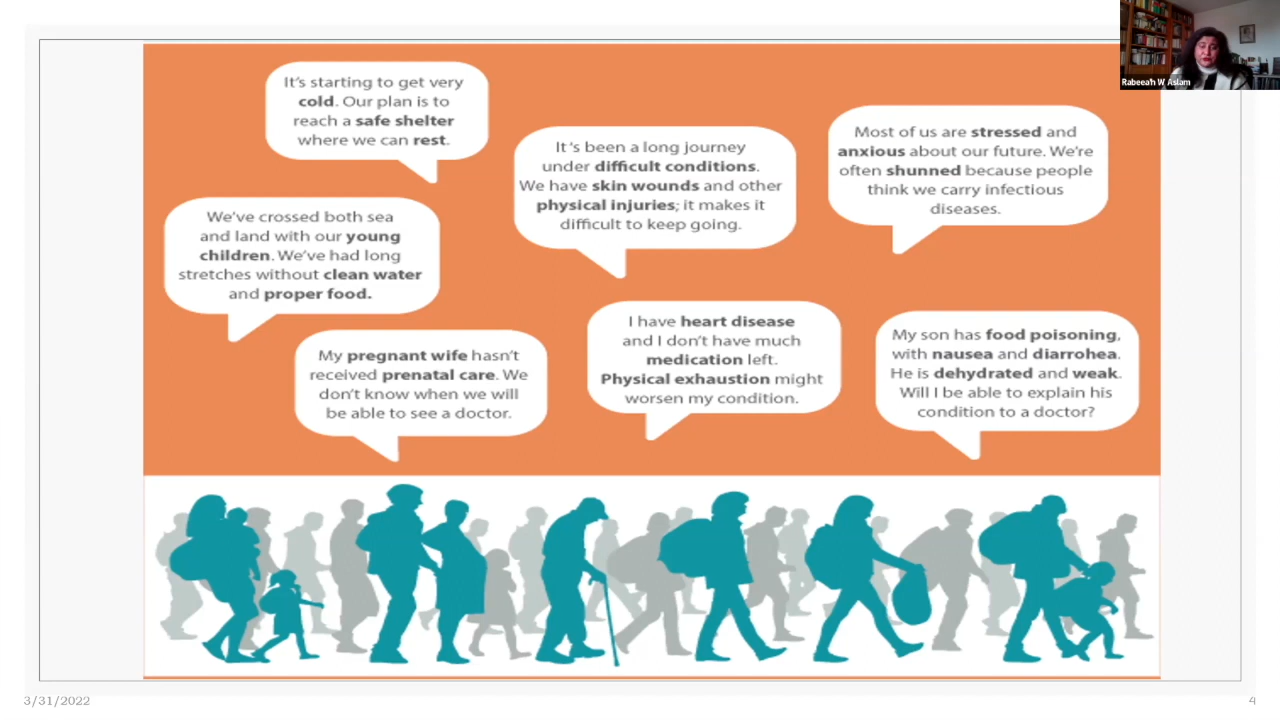 Rabeeah W Aslam
It's starting to get very
cold. Our plan is to
reach a safe shelter
where we can rest.
It's been a long journey
under difficult conditions.
We have skin wounds and other
physical injuries; it makes it
difficult to keep going.
Most of us are stressed and
anxious about our future. We're
often shunned because people
think we carry infectious
diseases.
We've crossed both sea
and land with our young
children. We've had long
stretches without clean water
and proper food.
My pregnant wife hasn't
received prenatal care. We
don't know when we will
be able to see a doctor.
I have heart disease
and I don't have much
medication left.
Physical exhaustion might
worsen my condition.
My son has food poisoning,
with nausea and diarrhoea.
He is dehydrated and weak.
Will I be able to explain his
condition to a doctor?
3/31/2022
4